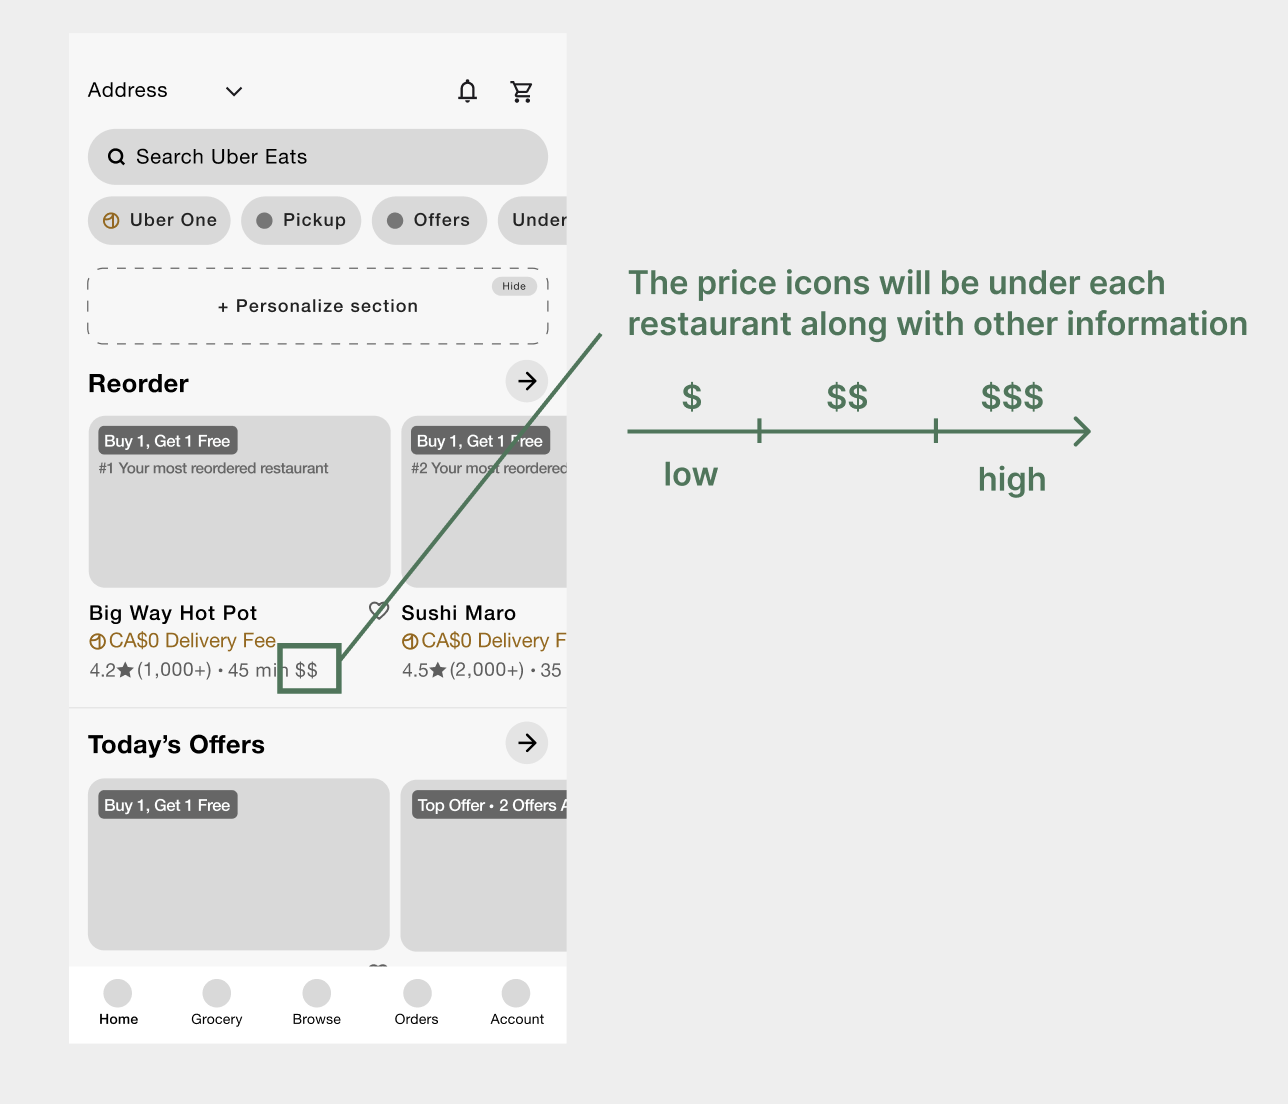 Address
Search Uber Eats
Uber One
Pickup
Offers
Under
Hide
+ Personalize section
Reorder
Buy 1, Get 1 Free
#1 Your most reordered restaurant
Buy 1, Get 1 Free
#2 Your most reordered
Big Way Hot Pot
CA$0 Delivery Fee
4.2★(1,000+) • 45 min $$
Sushi Maro
CA$0 Delivery F
4.5★(2,000+) • 35
Today’s Offers
Buy 1, Get 1 Free
Top Offer • 2 Offers A
Home
Grocery
Browse
Orders
Account
The price icons will be under each
restaurant along with other information
$ $$ $$$
low high